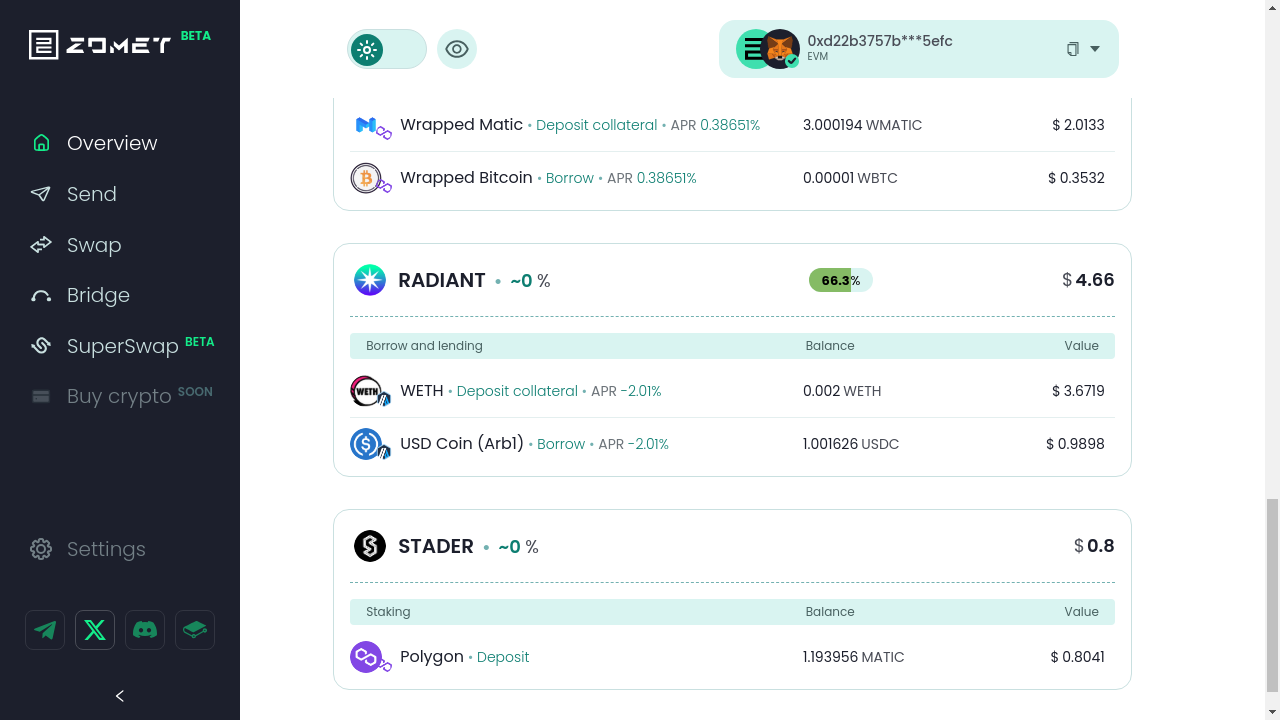 ZOMET BETA
Overview
Send
Swap
Bridge
SuperSwap BETA
Buy crypto SOON
Settings
0xd22b3757b***5efc
EVM
Wrapped Matic • Deposit collateral • APR 0.38651% 3.000194 WMATIC $ 2.0133
Wrapped Bitcoin • Borrow • APR 0.38651% 0.00001 WBTC $ 0.3532
RADIANT • ~0 % 66.3% $ 4.66
Borrow and lending Balance Value
WETH • Deposit collateral • APR -2.01% 0.002 WETH $ 3.6719
USD Coin (Arb1) • Borrow • APR -2.01% 1.001626 USDC $ 0.9898
STADER • ~0 % $ 0.8
Staking Balance Value
Polygon • Deposit 1.193956 MATIC $ 0.8041